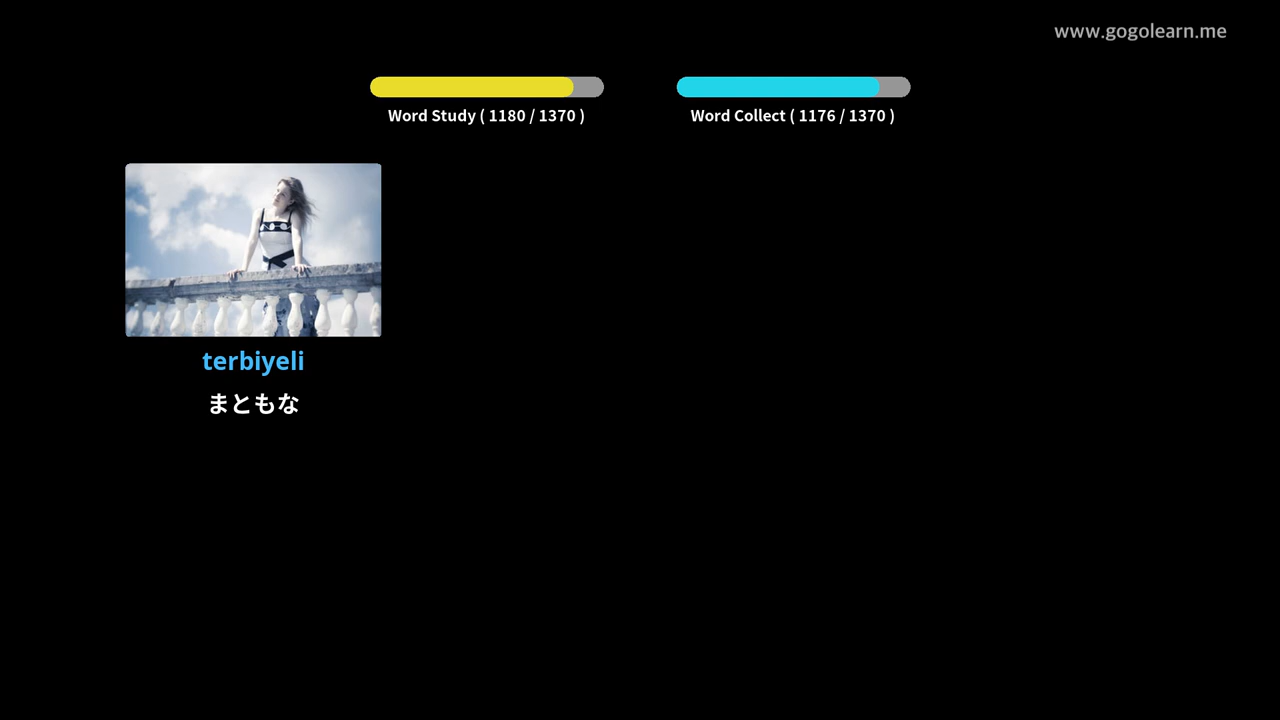 www.gogolearn.me
Word Study ( 1180 / 1370 )
Word Collect ( 1176 / 1370 )
terbiyeli
まともな